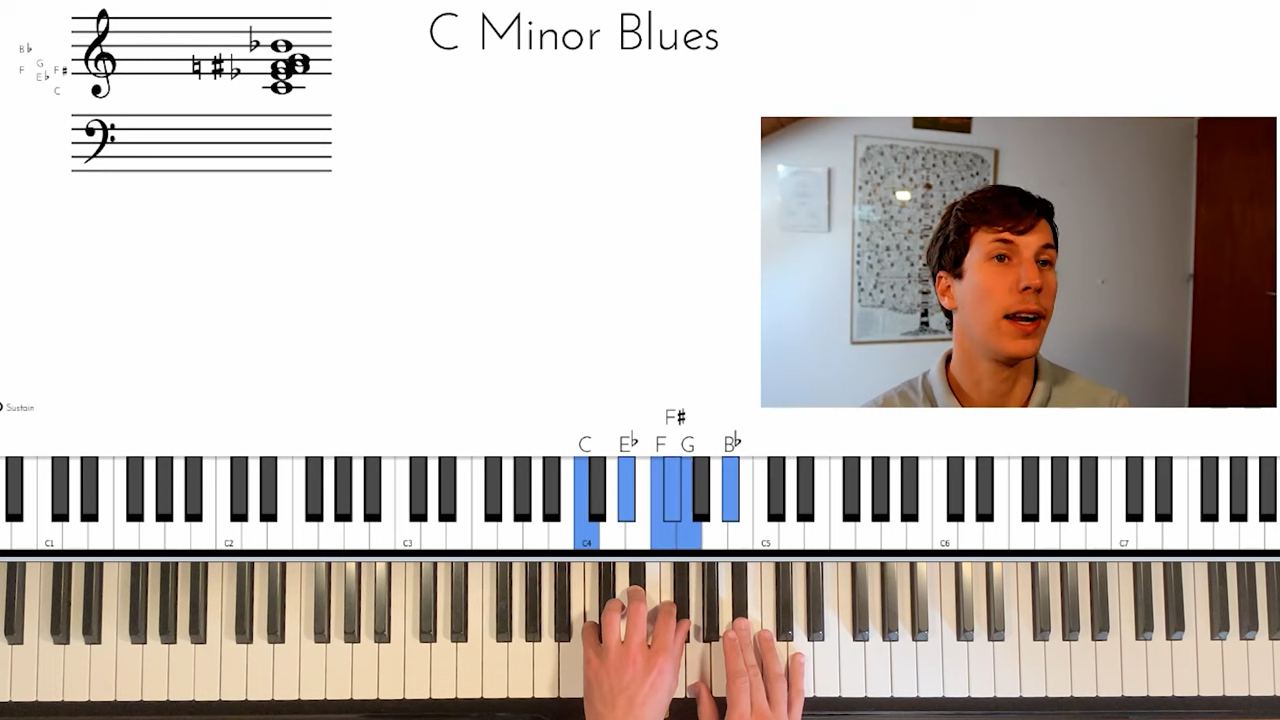 C Minor Blues
B♭
G
F
F#
E♭
C
Sustain
F#
C E♭ F G B♭
C1 C2 C3 C4 C5 C6 C7